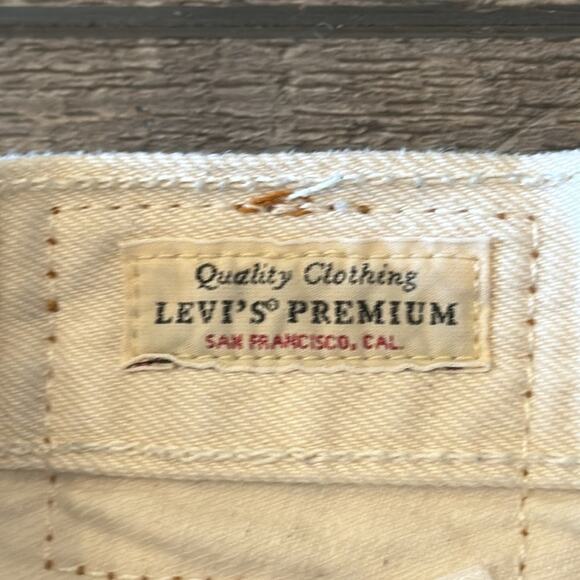 Quality Clothing
LEVI'S® PREMIUM
SAN FRANCISCO, CAL.